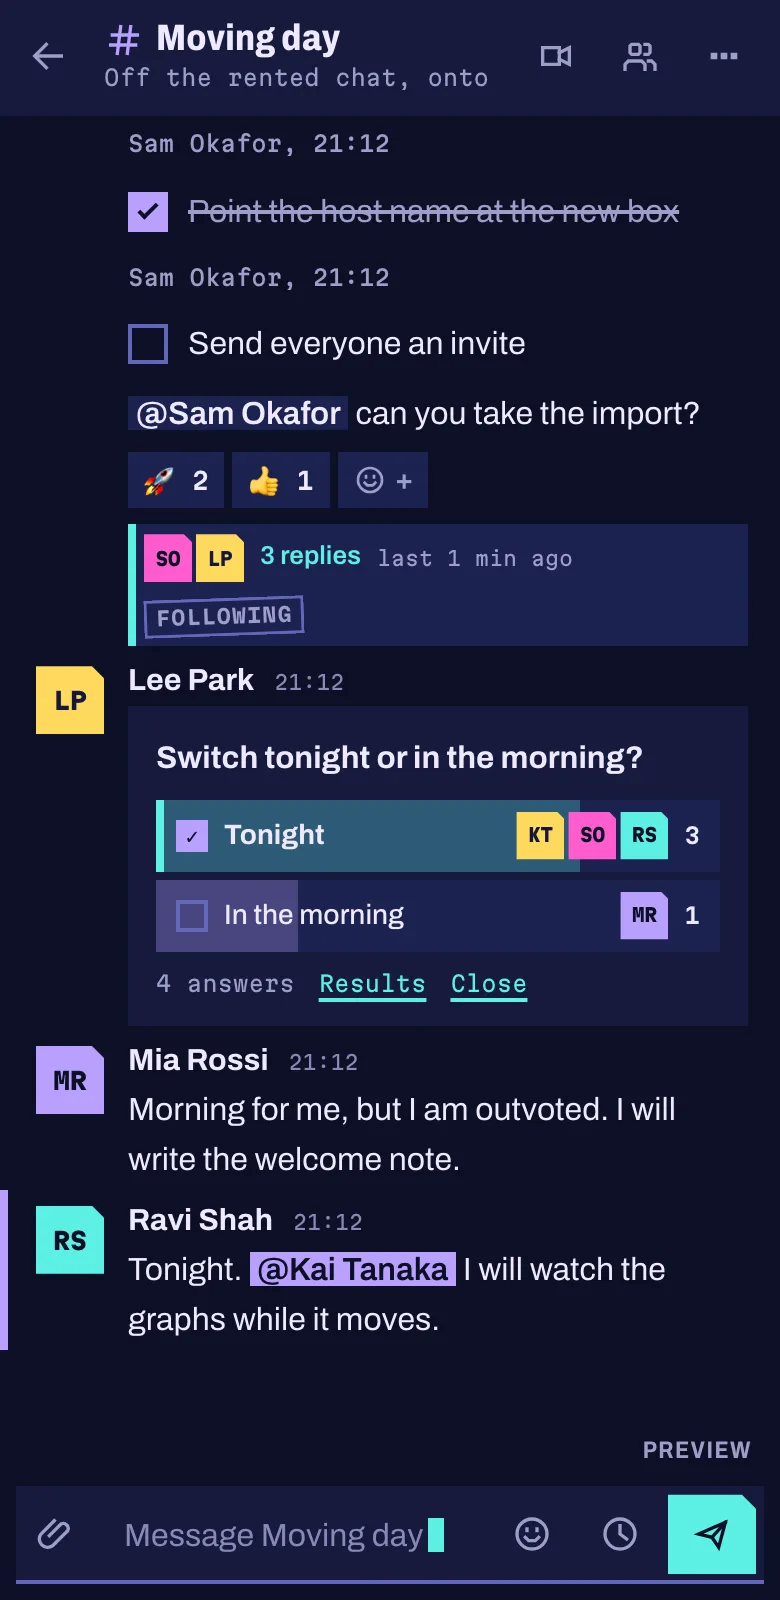 # Moving day
Off the rented chat, onto
Sam Okafor, 21:12
Point the host name at the new box
Sam Okafor, 21:12
Send everyone an invite
@Sam Okafor can you take the import?
🚀 2 👍 1 +
SO LP 3 replies last 1 min ago
FOLLOWING
LP Lee Park 21:12
Switch tonight or in the morning?
✓ Tonight KT SO RS 3
In the morning MR 1
4 answers Results Close
MR Mia Rossi 21:12
Morning for me, but I am outvoted. I will
write the welcome note.
RS Ravi Shah 21:12
Tonight. @Kai Tanaka I will watch the
graphs while it moves.
PREVIEW
Message Moving day